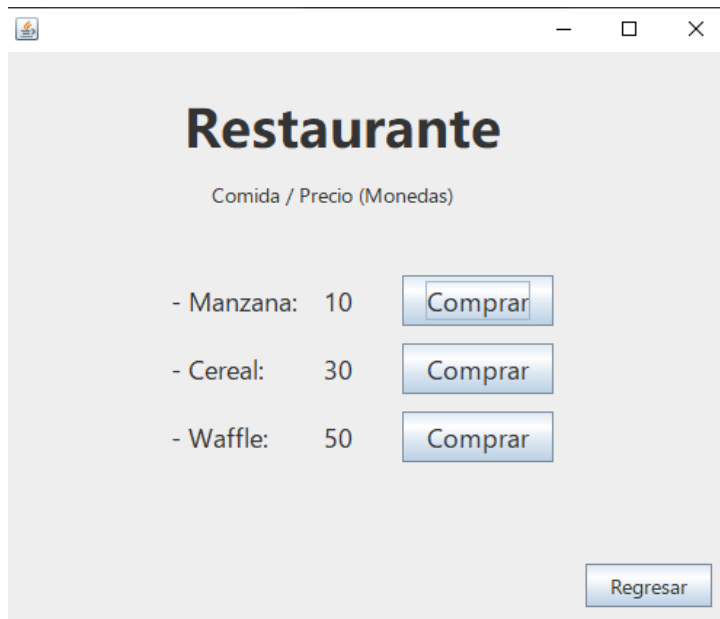 Restaurante
Comida / Precio (Monedas)
- Manzana: 10 Comprar
- Cereal: 30 Comprar
- Waffle: 50 Comprar
Regresar